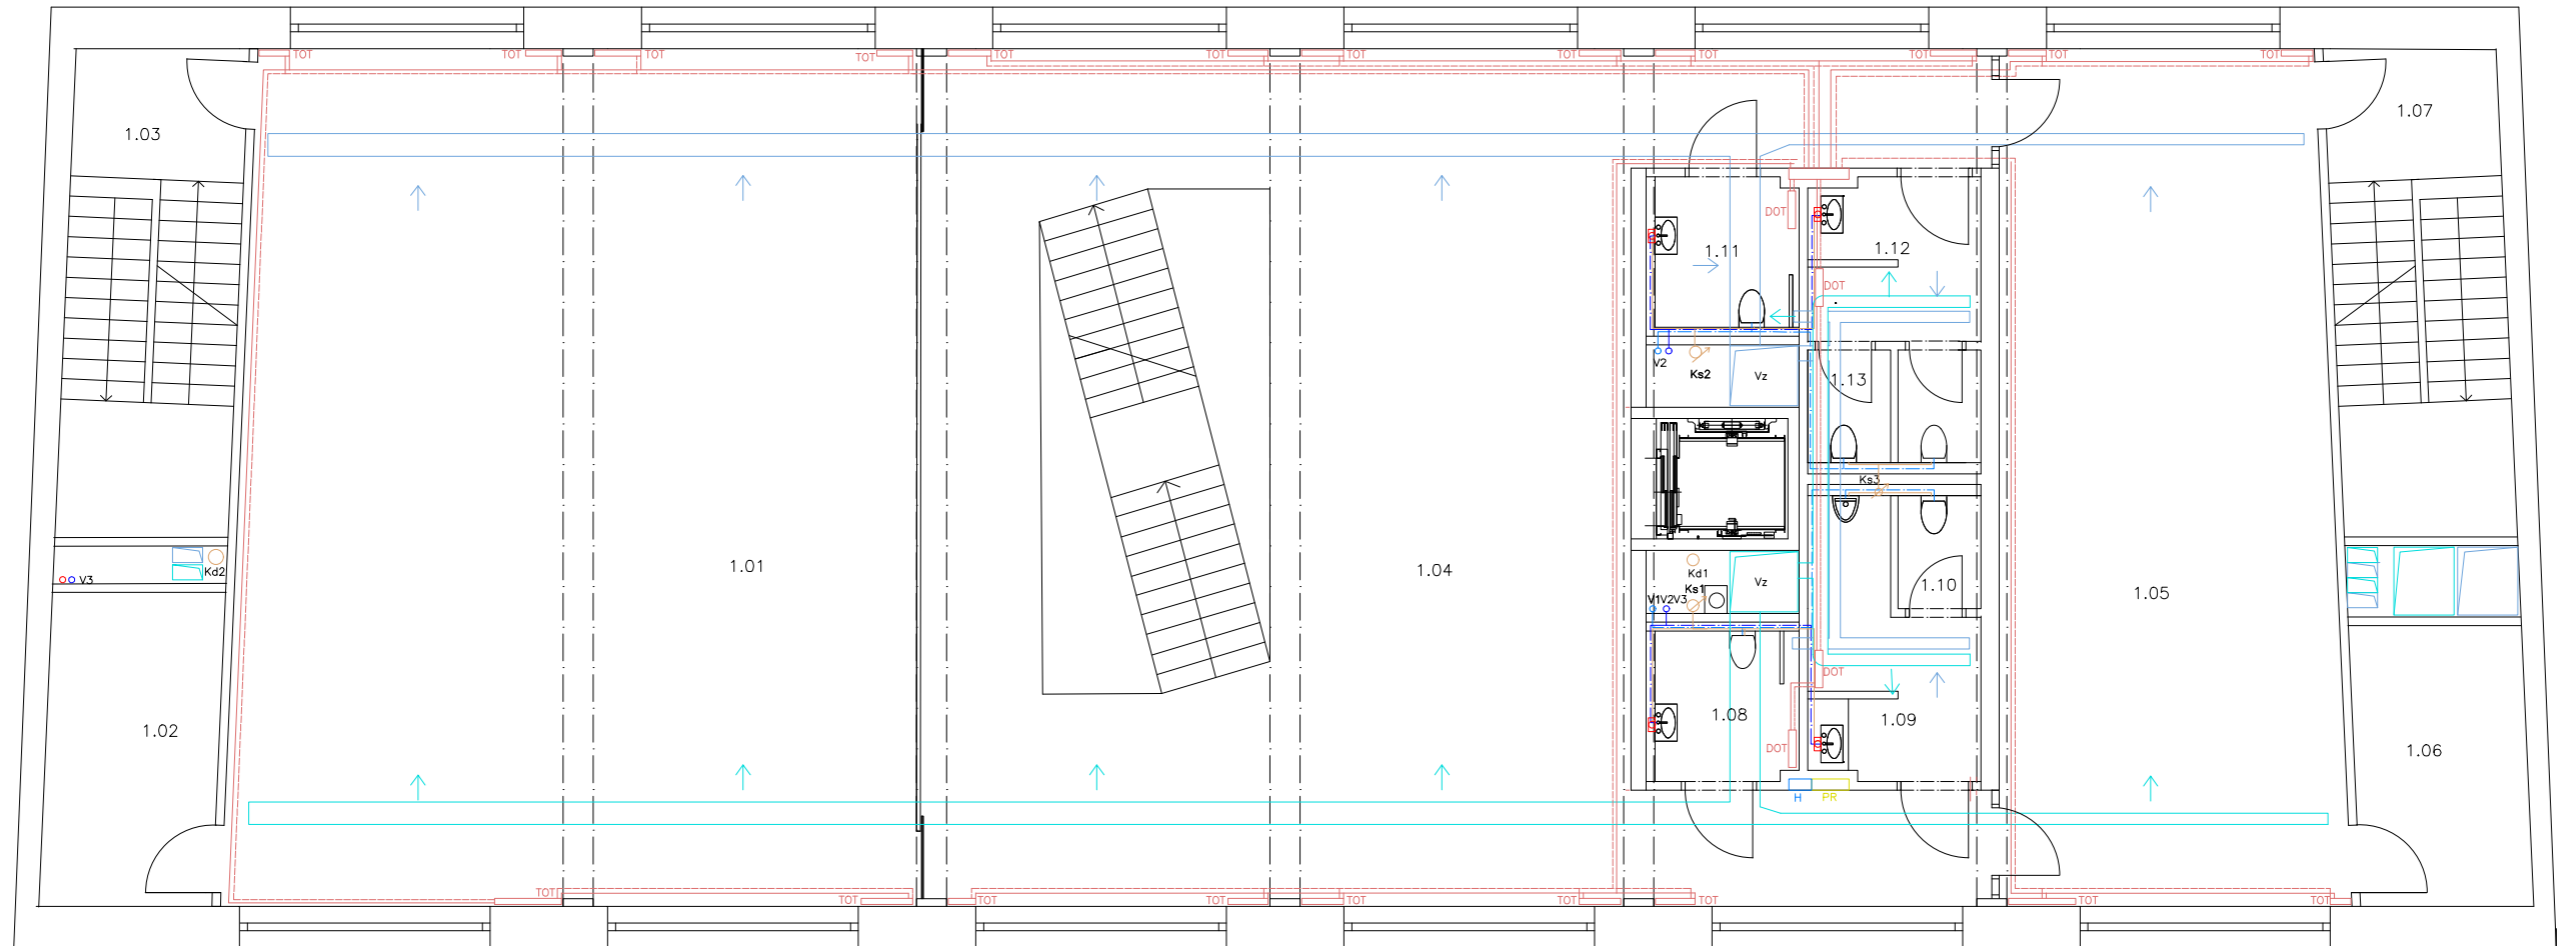 TOT TOT TOT TOT TOT TOT TOT TOT TOT TOT TOT TOT
1.03
1.07
DOT
1.11
1.12
DOT
V2
Ks2
Vz
1.13
Ks3
1.01
1.04
Kd2
V3
Kd1
Vz
Ks1
V1V2V3
1.10
1.05
DOT
1.08
1.09
1.02
DOT
1.06
H
PR
TOT TOT TOT TOT TOT TOT TOT TOT TOT